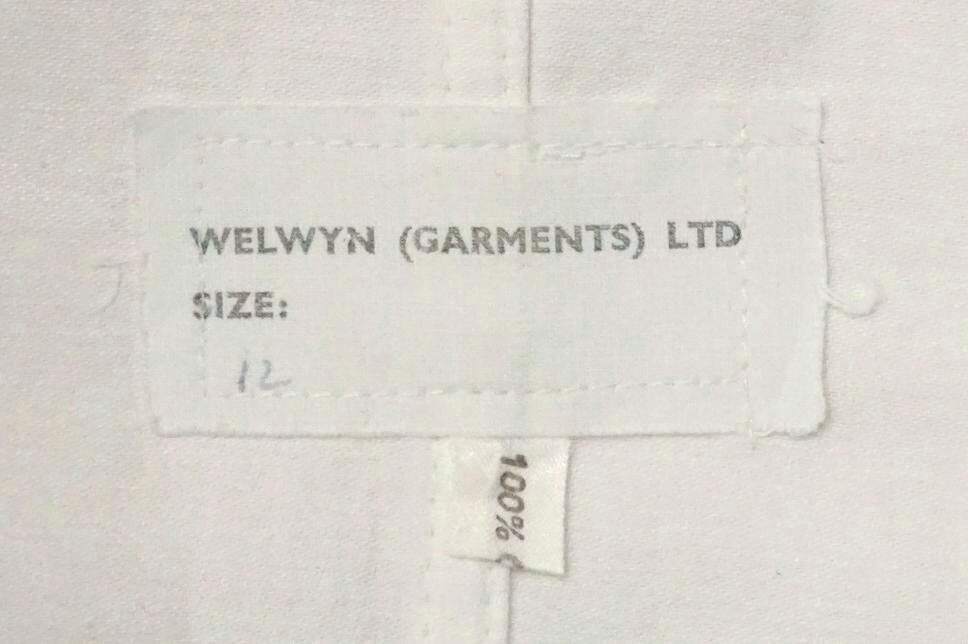 WELWYN (GARMENTS) LTD
SIZE:
12
100%